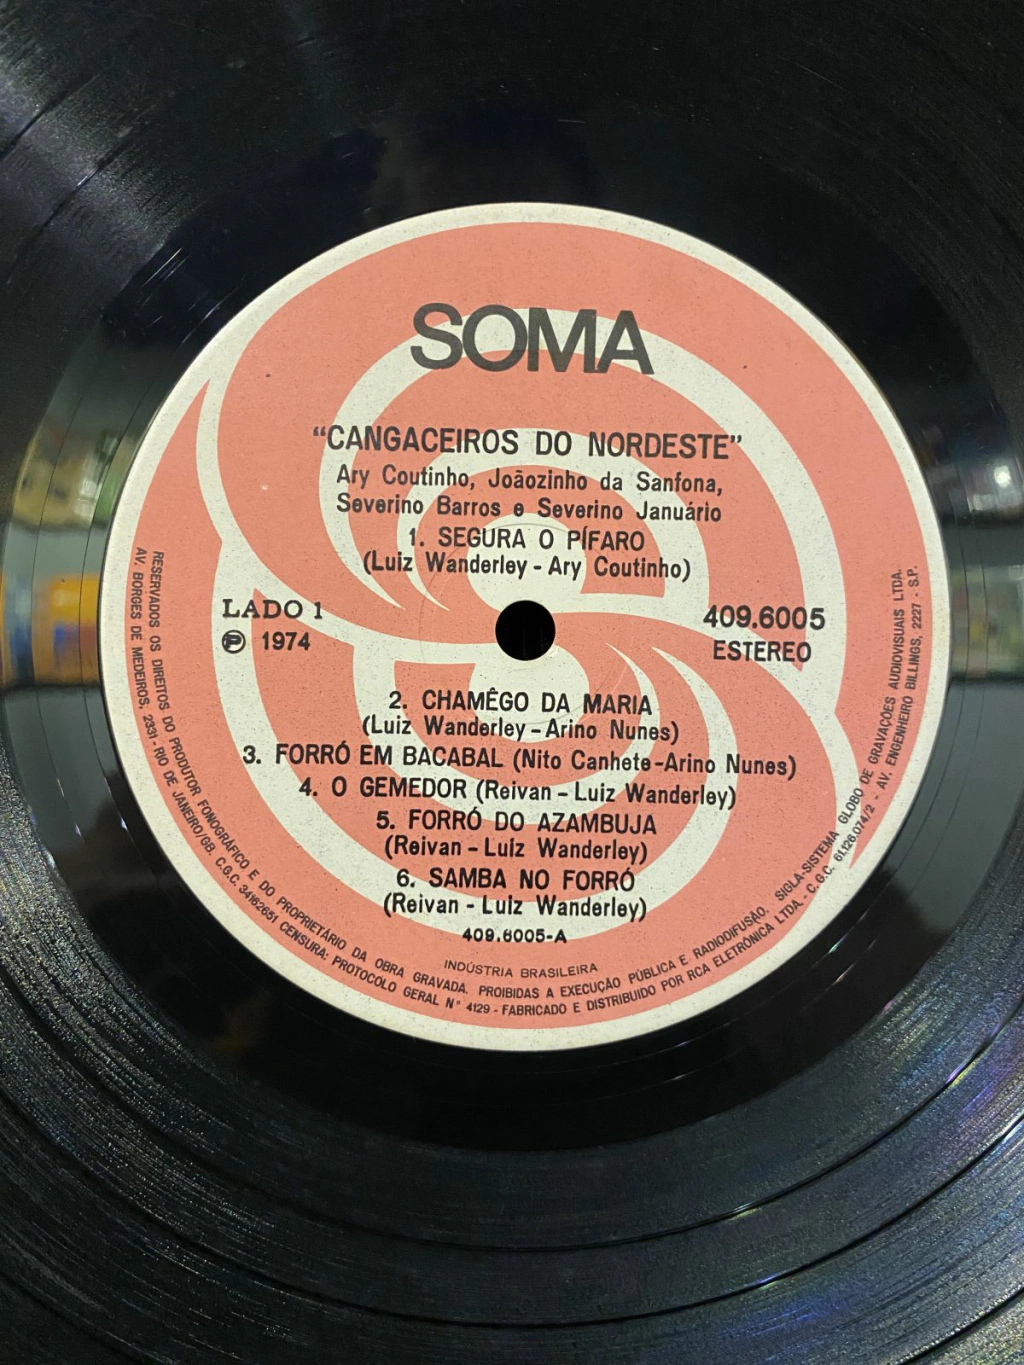 SOMA
"CANGACEIROS DO NORDESTE"
Ary Coutinho, Joãozinho da Sanfona,
Severino Barros e Severino Januário
1. SEGURA O PÍFARO
(Luiz Wanderley - Ary Coutinho)
LADO 1
Ⓟ 1974
409.6005
ESTEREO
2. CHAMÊGO DA MARIA
(Luiz Wanderley - Arino Nunes)
3. FORRÓ EM BACABAL (Nito Canhete - Arino Nunes)
4. O GEMEDOR (Reivan - Luiz Wanderley)
5. FORRÓ DO AZAMBUJA
(Reivan - Luiz Wanderley)
6. SAMBA NO FORRÓ
(Reivan - Luiz Wanderley)
409.6005-A
INDÚSTRIA BRASILEIRA
RESERVADOS OS DIREITOS DO PRODUTOR FONOGRÁFICO E DO PROPRIETÁRIO DA OBRA GRAVADA. PROIBIDAS A EXECUÇÃO PÚBLICA E RADIODIFUSÃO. SIGLA-SISTEMA GLOBO DE GRAVAÇÕES AUDIOVISUAIS LTDA.
AV. BORGES DE MEDEIROS, 2331 - RIO DE JANEIRO/GB. C.G.C. 34162651 CENSURA: PROTOCOLO GERAL N° 4129 - FABRICADO E DISTRIBUIDO POR RCA ELETRÔNICA LTDA. - C.G.C. 61.126.074/2 - AV. ENGENHEIRO BILLINGS, 2227 - S.P.